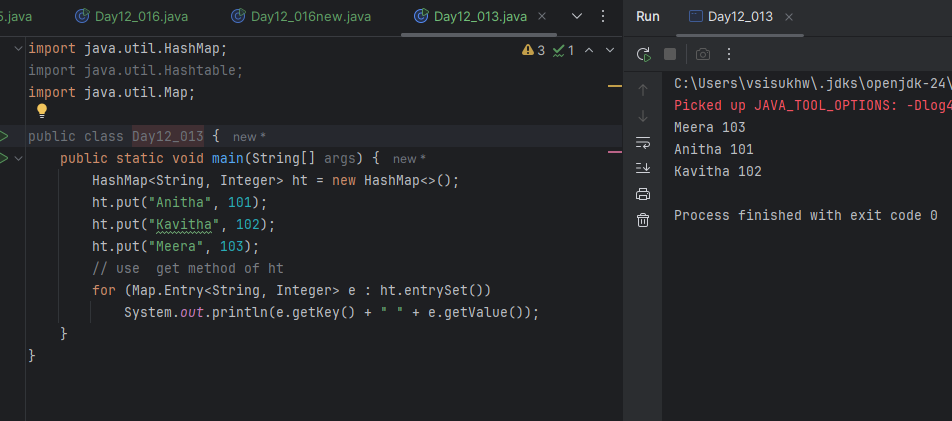 5.java Day12_016.java Day12_016new.java Day12_013.java
import java.util.HashMap;
import java.util.Hashtable;
import java.util.Map;
public class Day12_013 { new *
public static void main(String[] args) { new *
HashMap<String, Integer> ht = new HashMap<>();
ht.put("Anitha", 101);
ht.put("Kavitha", 102);
ht.put("Meera", 103);
// use  get method of ht
for (Map.Entry<String, Integer> e : ht.entrySet())
System.out.println(e.getKey() + " " + e.getValue());
}
}
3 1
Run Day12_013
C:\Users\vsisukhw\.jdks\openjdk-24\
Picked up JAVA_TOOL_OPTIONS: -Dlog4
Meera 103
Anitha 101
Kavitha 102
Process finished with exit code 0